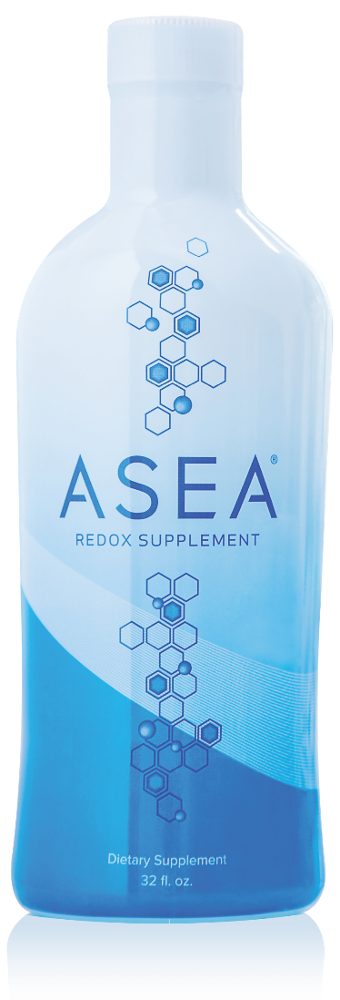 ASEA®
REDOX SUPPLEMENT
Dietary Supplement
32 fl. oz.